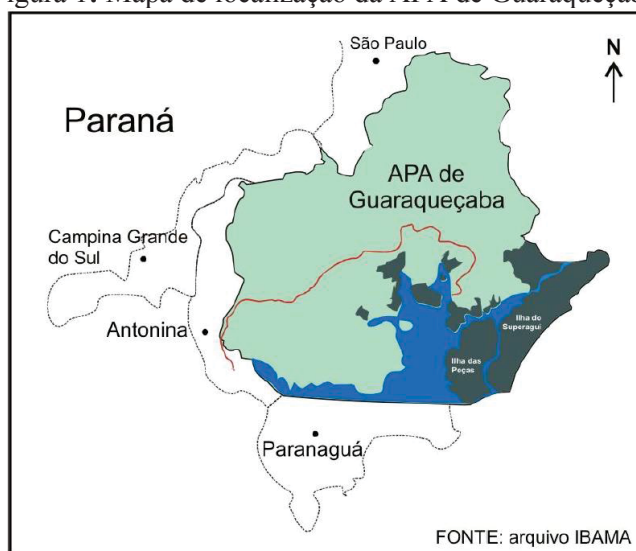 igura 1: Mapa de localização da APA de Guaraqueçab
São Paulo
N
Paraná
APA de
Guaraqueçaba
Campina Grande
do Sul
Ilha do
Superagui
Antonina
Ilha das
Peças
Paranaguá
FONTE: arquivo IBAMA